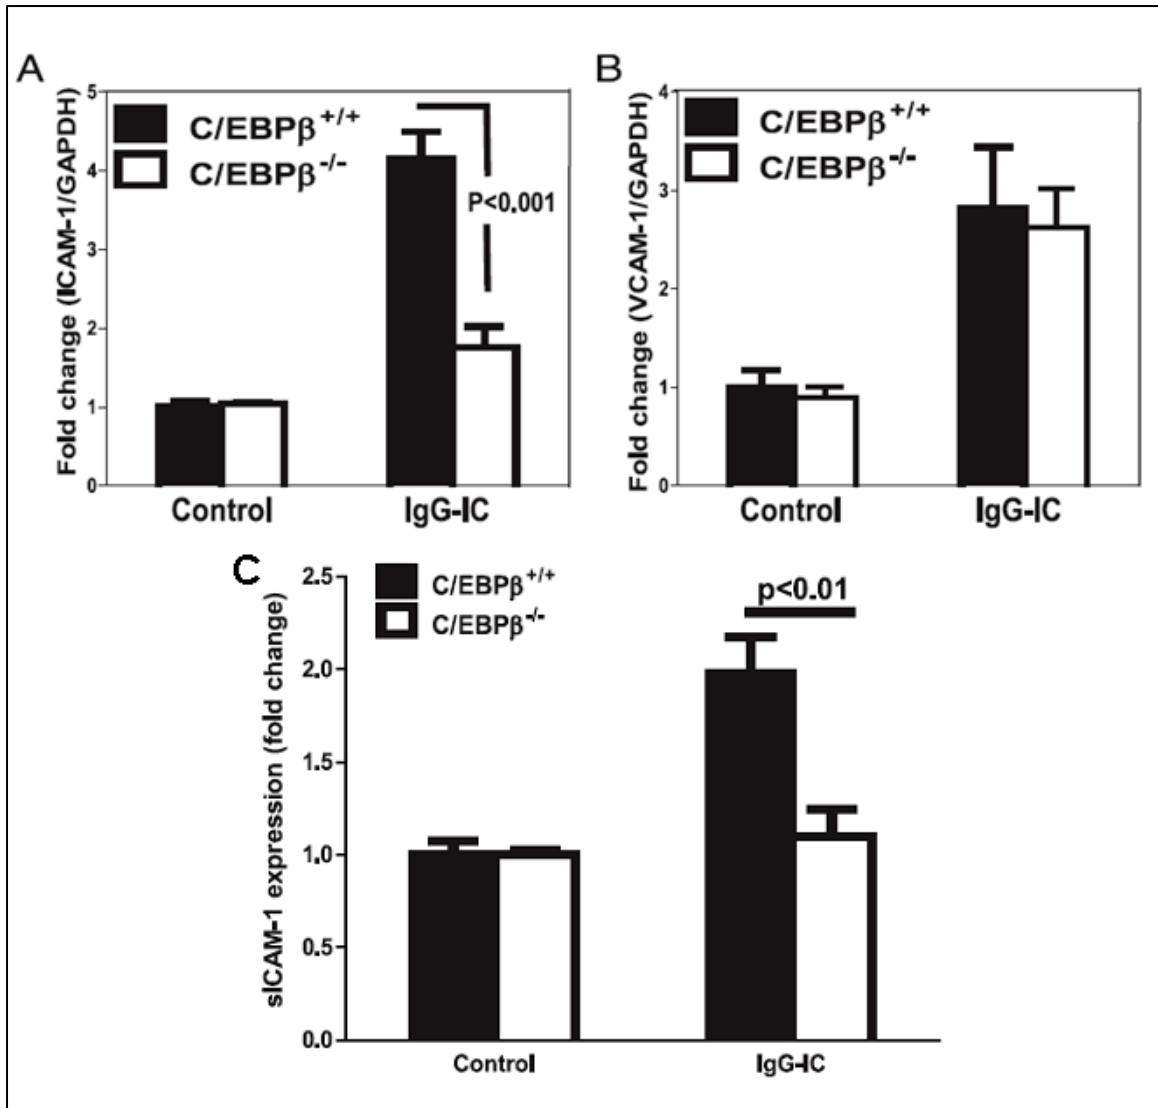 A
Fold change (ICAM-1/GAPDH)
5
4
3
2
1
0
C/EBPβ+/+
C/EBPβ-/-
P<0.001
Control
IgG-IC
B
Fold change (VCAM-1/GAPDH)
4
3
2
1
0
C/EBPβ+/+
C/EBPβ-/-
Control
IgG-IC
C
sICAM-1 expression (fold change)
2.5
2.0
1.5
1.0
0.5
0.0
C/EBPβ+/+
C/EBPβ-/-
p<0.01
Control
IgG-IC